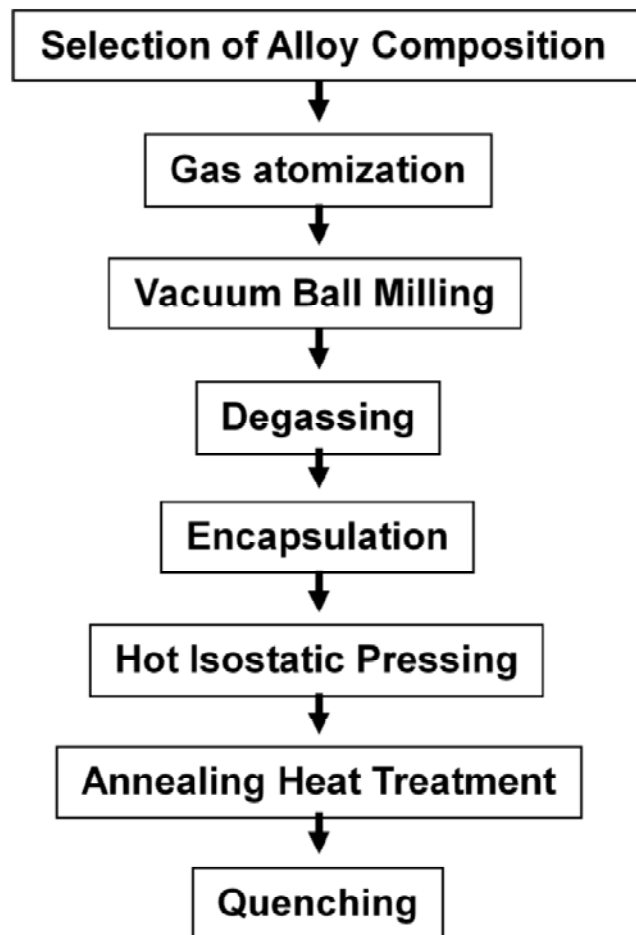 Selection of Alloy Composition
Gas atomization
Vacuum Ball Milling
Degassing
Encapsulation
Hot Isostatic Pressing
Annealing Heat Treatment
Quenching